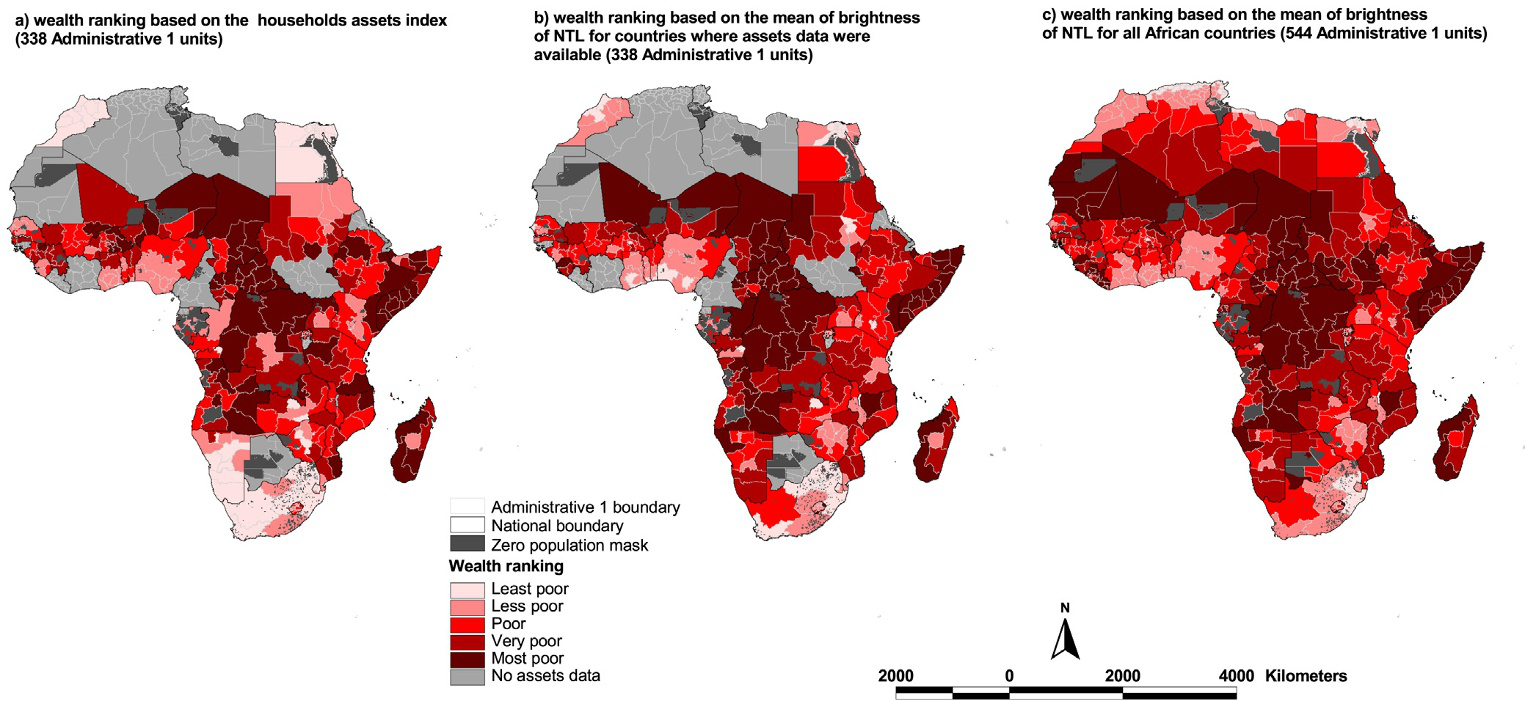 a) wealth ranking based on the households assets index
(338 Administrative 1 units)
b) wealth ranking based on the mean of brightness
of NTL for countries where assets data were
available (338 Administrative 1 units)
c) wealth ranking based on the mean of brightness
of NTL for all African countries (544 Administrative 1 units)
Administrative 1 boundary
National boundary
Zero population mask
Wealth ranking
Least poor
Less poor
Poor
Very poor
Most poor
No assets data
N
2000 0 2000 4000 Kilometers